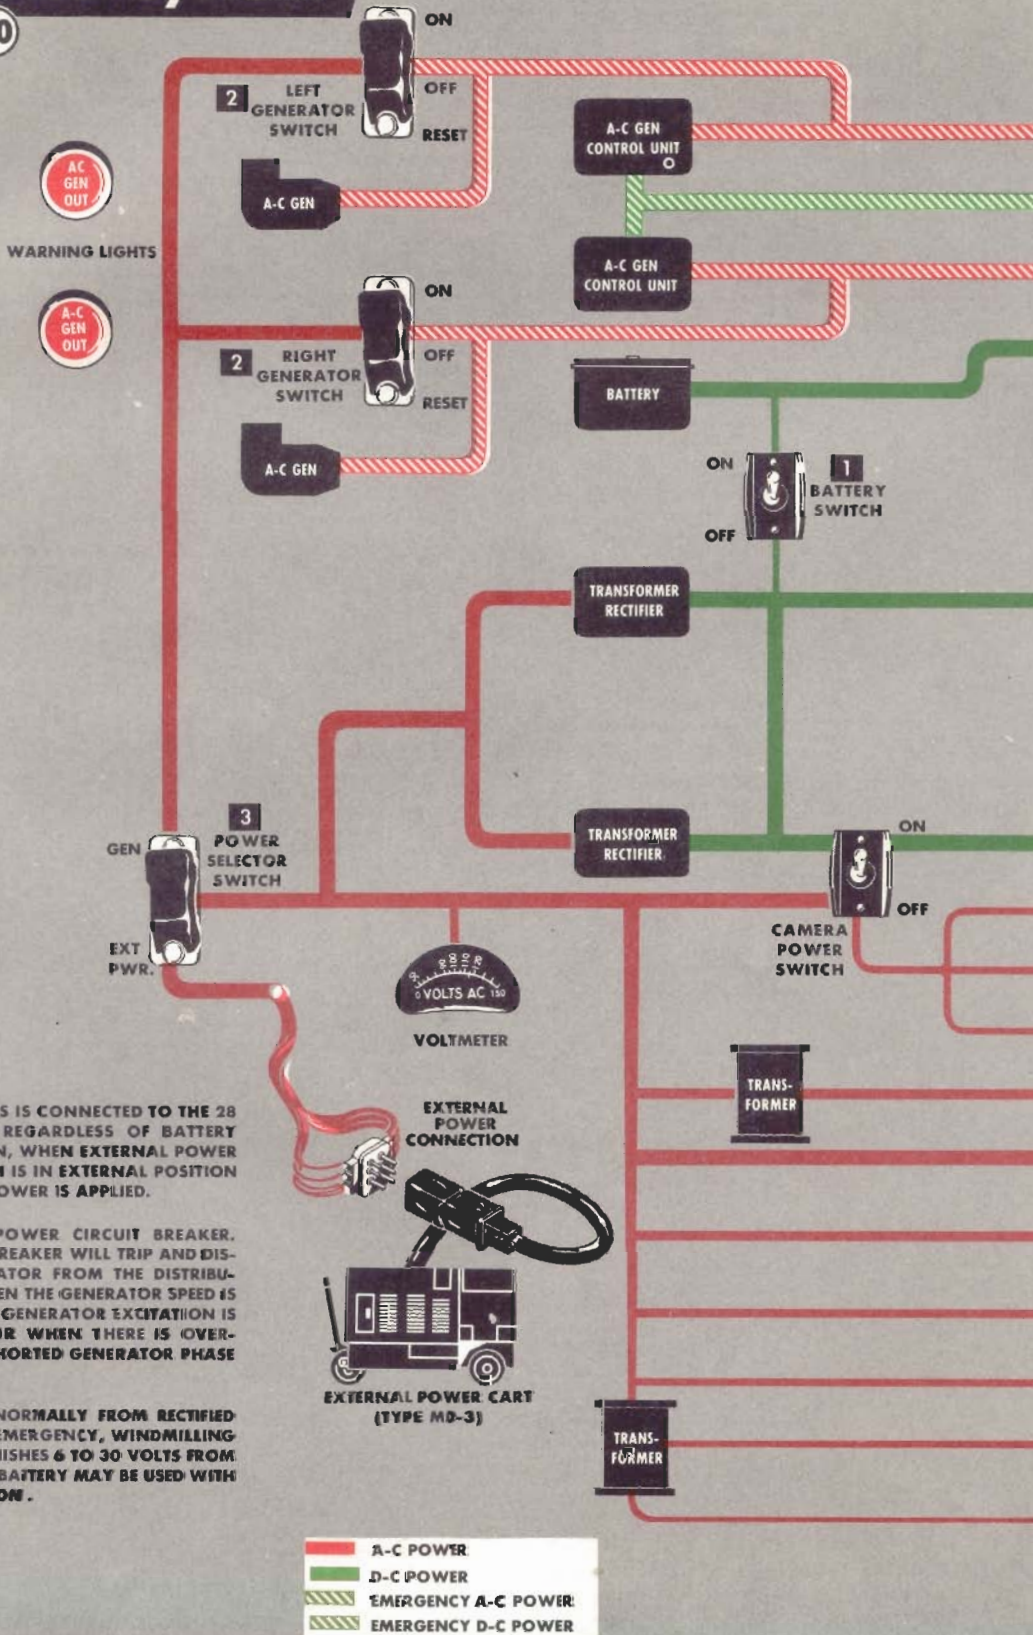 ON
2
LEFT
GENERATOR
SWITCH
OFF
RESET
A-C GEN
CONTROL UNIT
AC
GEN
OUT
A-C GEN
WARNING LIGHTS
A-C GEN
CONTROL UNIT
A-C
GEN
OUT
ON
2
RIGHT
GENERATOR
SWITCH
OFF
RESET
BATTERY
A-C GEN
ON
1
BATTERY
SWITCH
OFF
TRANSFORMER
RECTIFIER
3
POWER
SELECTOR
SWITCH
GEN
EXT
PWR.
TRANSFORMER
RECTIFIER
ON
OFF
CAMERA
POWER
SWITCH
0 VOLTS AC 150
VOLTMETER
TRANS-
FORMER
EXTERNAL
POWER
CONNECTION
S IS CONNECTED TO THE 28
REGARDLESS OF BATTERY
N, WHEN EXTERNAL POWER
IS IN EXTERNAL POSITION
OWER IS APPLIED.
POWER CIRCUIT BREAKER.
REAKER WILL TRIP AND DIS-
ATOR FROM THE DISTRIBU-
EN THE GENERATOR SPEED IS
GENERATOR EXCITATION IS
R WHEN THERE IS OVER-
HORTED GENERATOR PHASE
NORMALLY FROM RECTIFIED
EMERGENCY, WINDMILLING
ISHES 6 TO 30 VOLTS FROM
BATTERY MAY BE USED WITH
ON.
EXTERNAL POWER CART
(TYPE MD-3)
TRANS-
FORMER
A-C POWER
D-C POWER
EMERGENCY A-C POWER
EMERGENCY D-C POWER